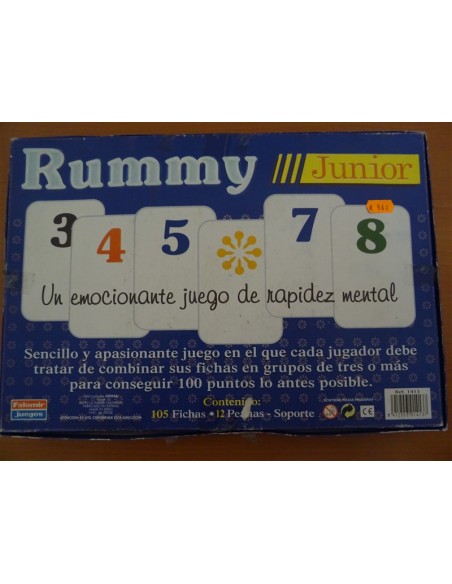 Rummy
Junior
3 4 5 7 8
Un emocionante juego de rapidez mental
Sencillo y apasionante juego en el que cada jugador debe
tratar de combinar sus fichas en grupos de tres o más
para conseguir 100 puntos lo antes posible.
Contenido:
105 Fichas • 12 Peanas - Soporte
Falomir
Juegos
CE